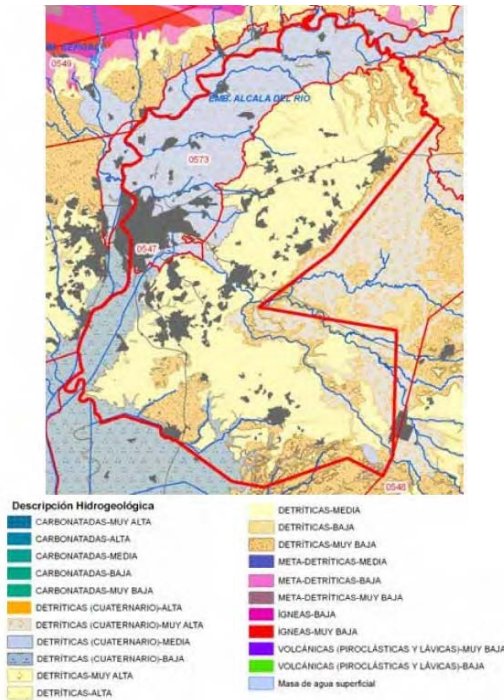 0549
EMB. ALCALA DEL RIO
0573
0547
0548
Descripción Hidrogeológica
CARBONATADAS-MUY ALTA
CARBONATADAS-ALTA
CARBONATADAS-MEDIA
CARBONATADAS-BAJA
CARBONATADAS-MUY BAJA
DETRÍTICAS (CUATERNARIO)-ALTA
DETRÍTICAS (CUATERNARIO)-MUY ALTA
DETRÍTICAS (CUATERNARIO)-MEDIA
DETRÍTICAS (CUATERNARIO)-BAJA
DETRÍTICAS-MUY ALTA
DETRÍTICAS-ALTA
DETRÍTICAS-MEDIA
DETRÍTICAS-BAJA
DETRÍTICAS-MUY BAJA
META-DETRÍTICAS-MEDIA
META-DETRÍTICAS-BAJA
META-DETRÍTICAS-MUY BAJA
ÍGNEAS-BAJA
ÍGNEAS-MUY BAJA
VOLCÁNICAS (PIROCLÁSTICAS Y LÁVICAS)-MUY BAJA
VOLCÁNICAS (PIROCLÁSTICAS Y LÁVICAS)-BAJA
Masa de agua superficial